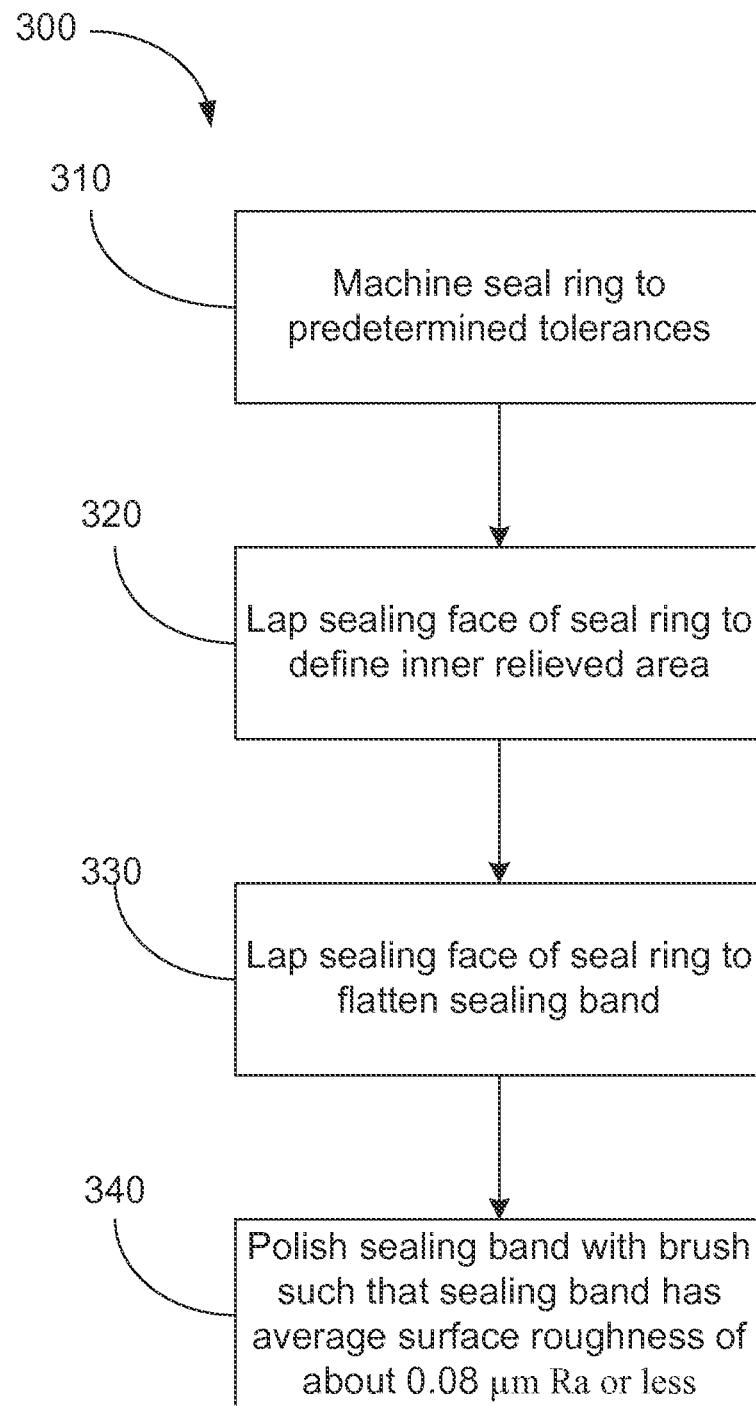 300
310
Machine seal ring to
predetermined tolerances
320
Lap sealing face of seal ring to
define inner relieved area
330
Lap sealing face of seal ring to
flatten sealing band
340
Polish sealing band with brush
such that sealing band has
average surface roughness of
about 0.08 μm Ra or less